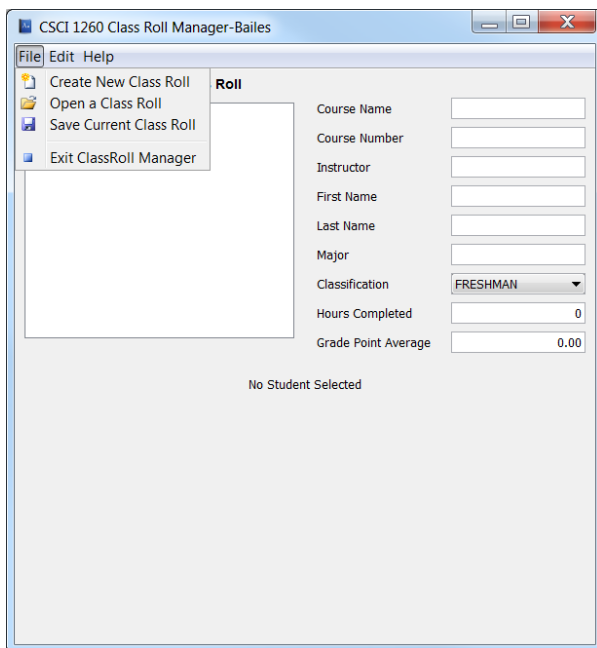 CSCI 1260 Class Roll Manager-Bailes
File Edit Help
Create New Class Roll
Open a Class Roll
Save Current Class Roll
Exit ClassRoll Manager
Roll
Course Name
Course Number
Instructor
First Name
Last Name
Major
Classification FRESHMAN
Hours Completed 0
Grade Point Average 0.00
No Student Selected